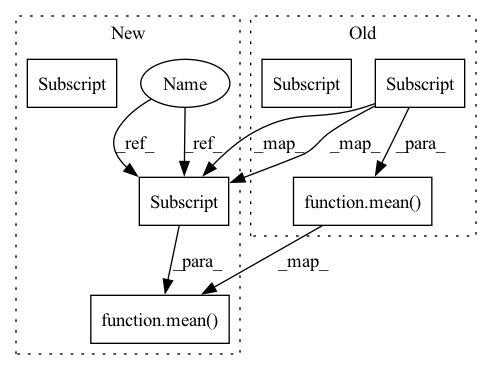 New
Old
Subscript
Name
Subscript
Subscript
_ref_
_ref_
_map_
_map_
_para_
Subscript
function.mean()
_para_
_map_
function.mean()